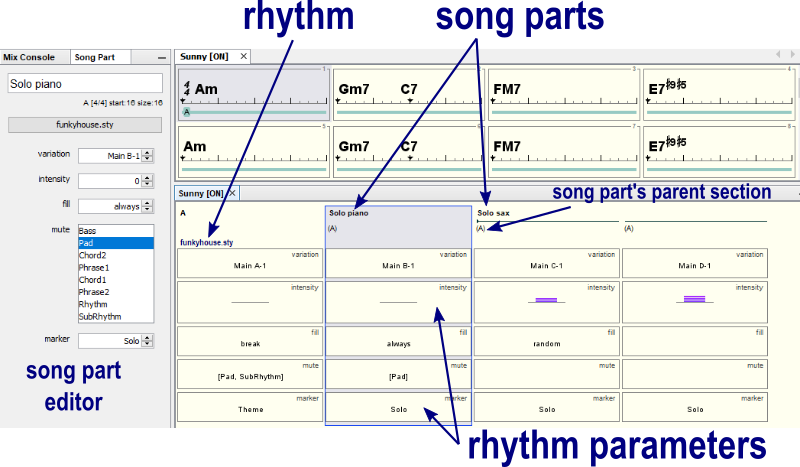 rhythm
song parts
Mix Console
Song Part
Sunny [ON]
Solo piano
A [4/4] start:16 size:16
funkyhouse.sty
variation
Main B-1
intensity
0
fill
always
mute
Bass
Pad
Chord2
Phrase1
Chord1
Phrase2
Rhythm
SubRhythm
marker
Solo
song part
editor
1
4
4
Am
A
Gm7
C7
3
FM7
4
E7♯9♯5
5
Am
6
Gm7
C7
7
FM7
8
E7♯9♯5
Sunny [ON]
song part's parent section
A
Solo piano
Solo sax
(A)
(A)
(A)
funkyhouse.sty
variation
Main A-1
variation
Main B-1
variation
Main C-1
variation
Main D-1
intensity
intensity
intensity
intensity
fill
break
fill
always
fill
random
fill
mute
[Pad, SubRhythm]
mute
[Pad]
mute
mute
marker
Theme
marker
Solo
marker
Solo
marker
Solo
rhythm parameters